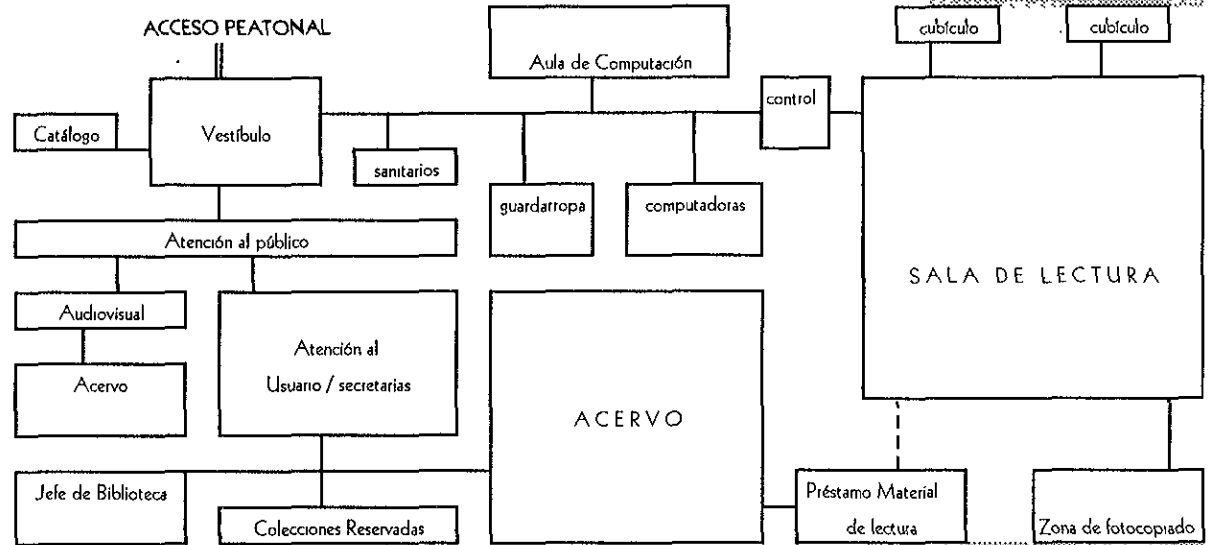 ACCESO PEATONAL
cubículo
cubículo
Aula de Computación
control
Catálogo
Vestíbulo
sanitarios
guardarropa
computadoras
Atención al público
SALA DE LECTURA
Audiovisual
Atención al
Usuario / secretarias
Acervo
ACERVO
Jefe de Biblioteca
Colecciones Reservadas
Préstamo Material
de lectura
Zona de fotocopiado